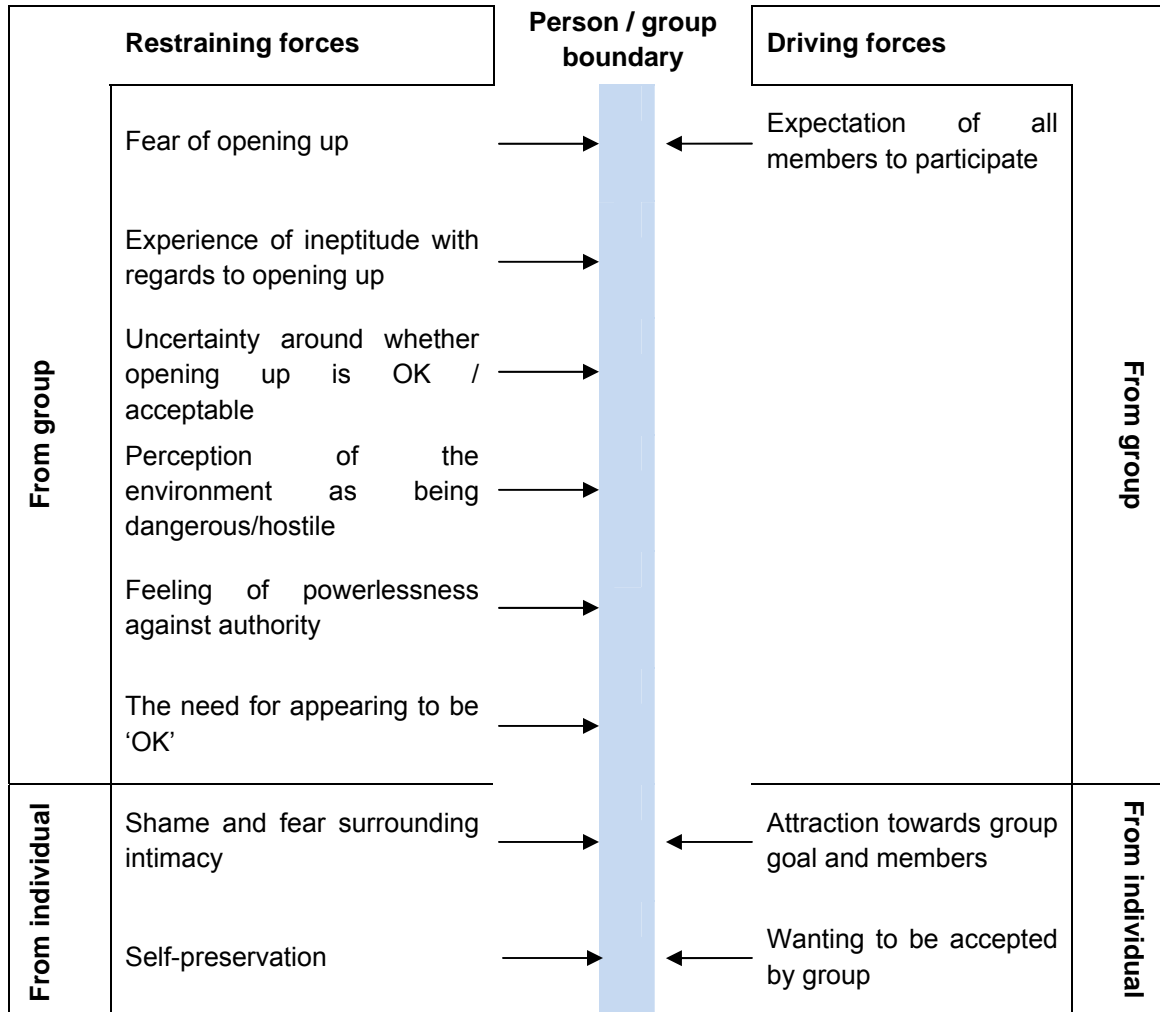 Restraining forces
Person / group
boundary
Driving forces
From group
Fear of opening up
Expectation of all
members to participate
From group
Experience of ineptitude with
regards to opening up
Uncertainty around whether
opening up is OK /
acceptable
Perception of the
environment as being
dangerous/hostile
Feeling of powerlessness
against authority
The need for appearing to be
‘OK’
From individual
Shame and fear surrounding
intimacy
Attraction towards group
goal and members
From individual
Self-preservation
Wanting to be accepted
by group